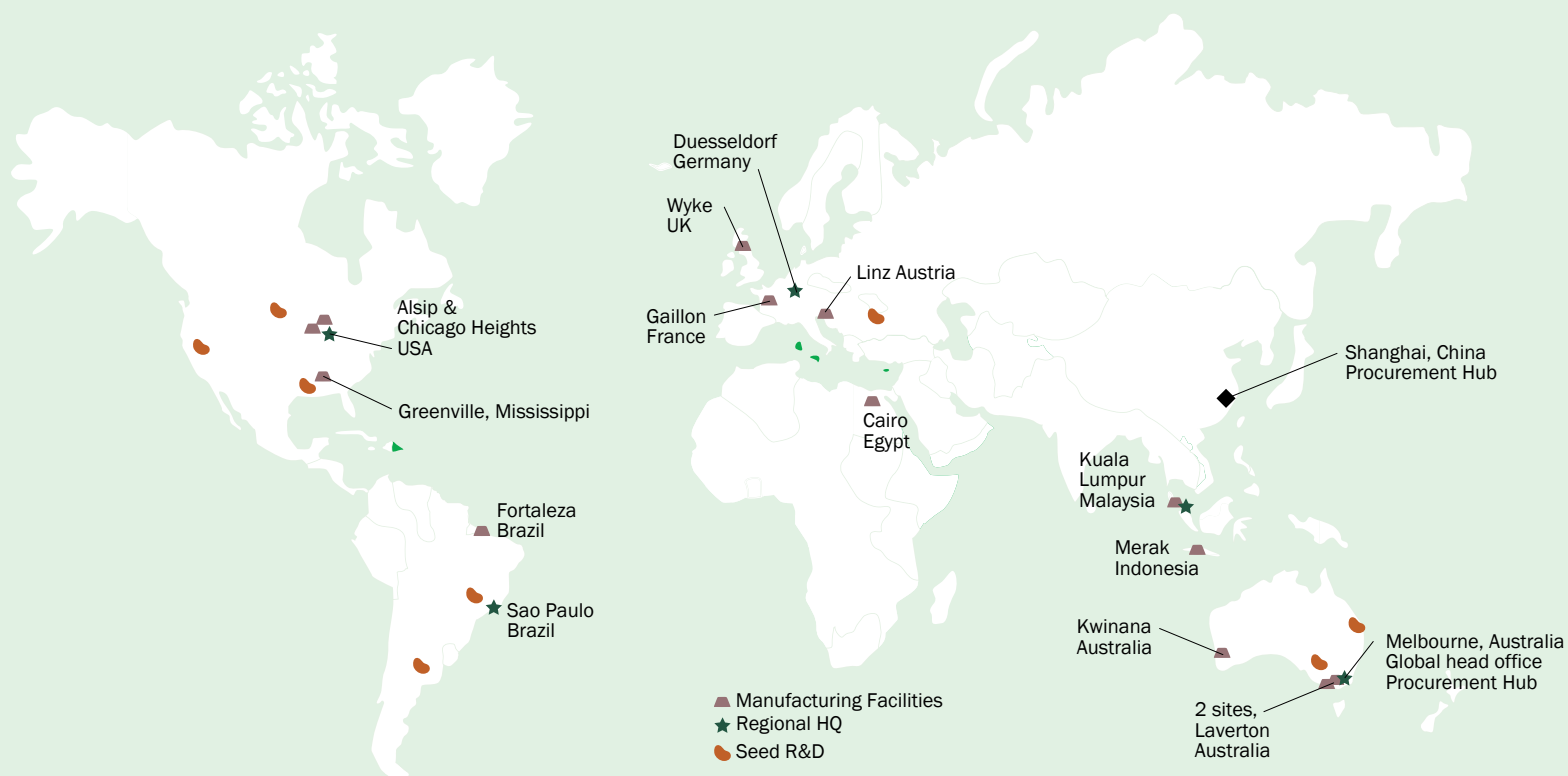 Duesseldorf
Germany
Wyke
UK
Linz Austria
Gaillon
France
Alsip &
Chicago Heights
USA
Greenville, Mississippi
Shanghai, China
Procurement Hub
Cairo
Egypt
Kuala
Lumpur
Malaysia
Fortaleza
Brazil
Merak
Indonesia
Sao Paulo
Brazil
Kwinana
Australia
Melbourne, Australia
Global head office
Procurement Hub
2 sites,
Laverton
Australia
Manufacturing Facilities
Regional HQ
Seed R&D